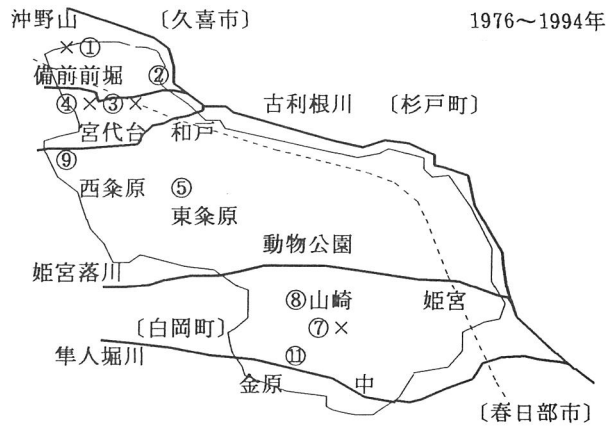 沖野山 〔久喜市〕 1976～1994年
×①
備前前堀 ②
④×③× 古利根川 〔杉戸町〕
宮代台 和戸
⑨
西粂原 ⑤
東粂原
動物公園
姫宮落川
⑧山崎 姫宮
〔白岡町〕 ⑦×
隼人堀川 ⑪
金原 中
〔春日部市〕